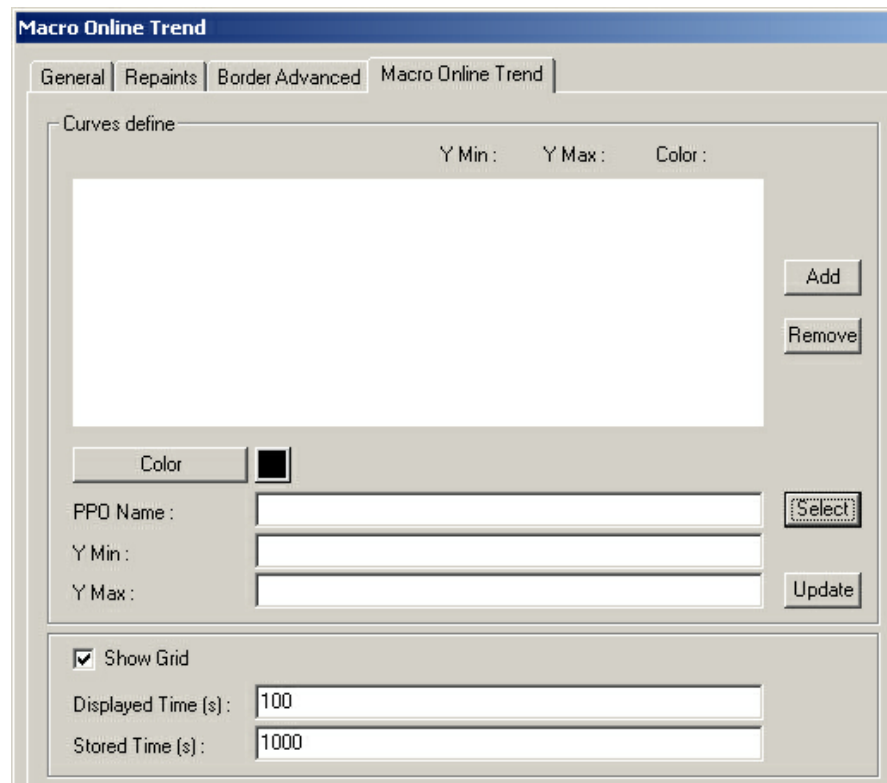 Macro Online Trend
General Repaints Border Advanced Macro Online Trend
Curves define
Y Min : Y Max : Color :
Add
Remove
Color
PPO Name : Select
Y Min :
Y Max : Update
Show Grid
Displayed Time (s) : 100
Stored Time (s) : 1000